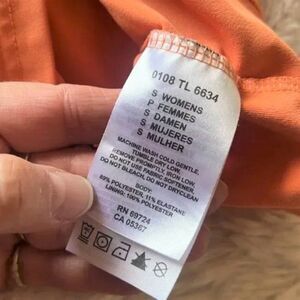 0108 TL 6634
S WOMENS
P FEMMES
S DAMEN
S MUJERES
S MULHER
MACHINE WASH COLD GENTLE.
TUMBLE DRY LOW.
REMOVE PROMPTLY, IRON LOW.
DO NOT USE FABRIC SOFTENER.
DO NOT BLEACH, DO NOT DRYCLEAN
BODY:
89% POLYESTER, 11% ELASTANE
LINING: 100% POLYESTER
RN 69724
CA 05367